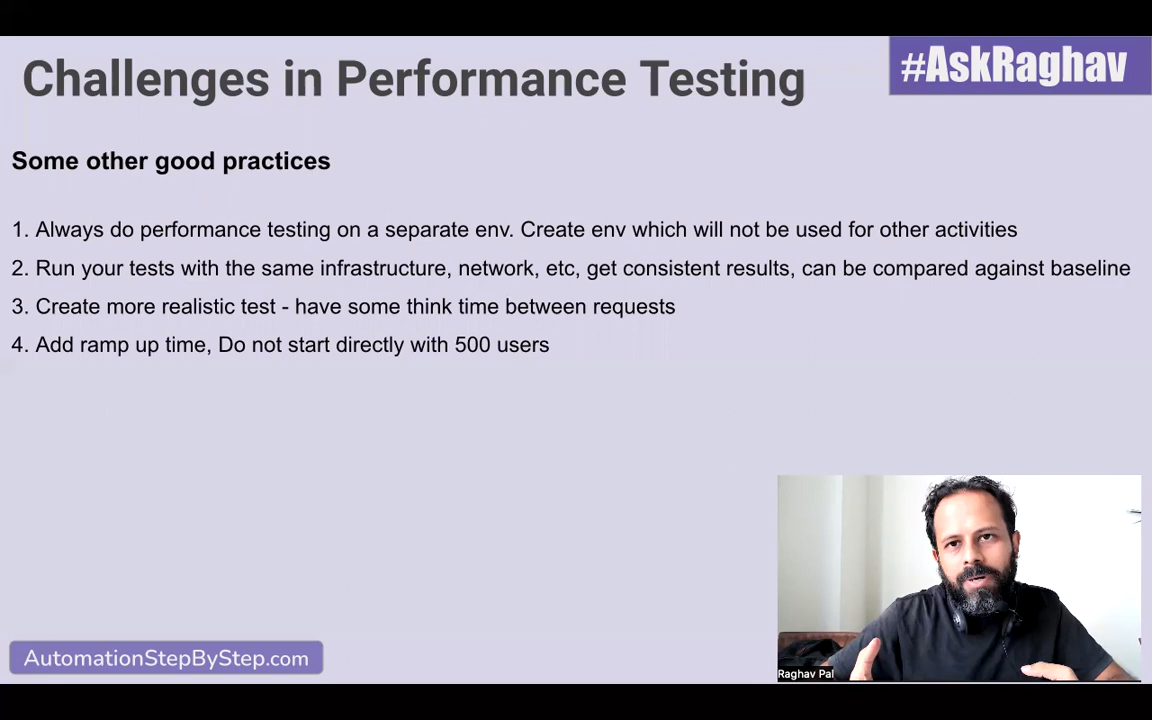 Challenges in Performance Testing
#AskRaghav
Some other good practices
1. Always do performance testing on a separate env. Create env which will not be used for other activities
2. Run your tests with the same infrastructure, network, etc, get consistent results, can be compared against baseline
3. Create more realistic test - have some think time between requests
4. Add ramp up time, Do not start directly with 500 users
AutomationStepByStep.com
Raghav Pal